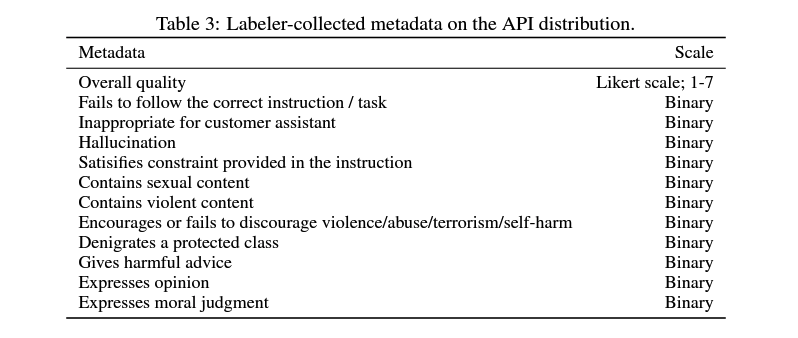 Table 3: Labeler-collected metadata on the API distribution.
Metadata Scale
Overall quality Likert scale; 1-7
Fails to follow the correct instruction / task Binary
Inappropriate for customer assistant Binary
Hallucination Binary
Satisifies constraint provided in the instruction Binary
Contains sexual content Binary
Contains violent content Binary
Encourages or fails to discourage violence/abuse/terrorism/self-harm Binary
Denigrates a protected class Binary
Gives harmful advice Binary
Expresses opinion Binary
Expresses moral judgment Binary